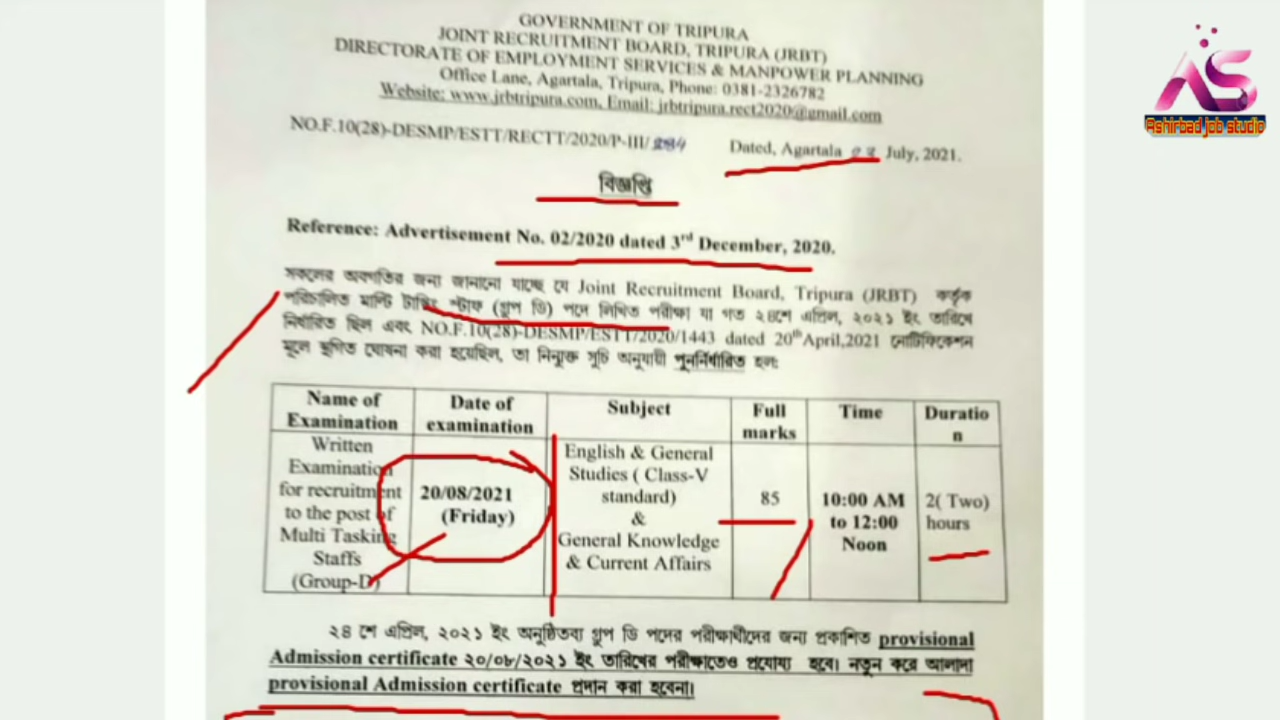 GOVERNMENT OF TRIPURA
JOINT RECRUITMENT BOARD, TRIPURA (JRBT)
DIRECTORATE OF EMPLOYMENT SERVICES & MANPOWER PLANNING
Office Lane, Agartala, Tripura, Phone: 0381-2326782
Website: www.jrbtripura.com, Email: jrbtripura.rect2020@gmail.com
NO.F.10(28)-DESMP/ESTT/RECTT/2020/P-III/
Dated, Agartala July, 2021.
বিজ্ঞপ্তি
Reference: Advertisement No. 02/2020 dated 3rd December, 2020.
সকলের অবগতির জন্য জানানো যাচ্ছে যে Joint Recruitment Board, Tripura (JRBT) কর্তৃক
পরিচালিত মাল্টি টাস্কিং স্টাফ (গ্রুপ ডি) পদে লিখিত পরীক্ষা যা গত ২৪শে এপ্রিল, ২০২১ ইং তারিখে
নির্ধারিত ছিল এবং NO.F.10(28)-DESMP/ESTT/2020/1443 dated 20thApril,2021 নোটিফিকেশন
মূলে স্থগিত ঘোষনা করা হয়েছিল, তা নিন্মুক্ত সূচি অনুযায়ী পুনর্নির্ধারিত হল:
Name of Examination
Date of examination
Subject
Full marks
Time
Duratio
n
Written
Examination
for recruitment
to the post of
Multi Tasking
Staffs
(Group-D)
20/08/2021
(Friday)
English & General
Studies ( Class-V
standard)
&
General Knowledge
& Current Affairs
85
10:00 AM
to 12:00
Noon
2( Two)
hours
২৪ শে এপ্রিল, ২০২১ ইং অনুষ্ঠিতব্য গ্রুপ ডি পদের পরীক্ষার্থীদের জন্য প্রকাশিত provisional
Admission certificate ২০/০৮/২০২১ ইং তারিখের পরীক্ষাতেও প্রযোয্য হবে। নতুন করে আলাদা
provisional Admission certificate প্রদান করা হবেনা।
AS
Ashirbad job studio